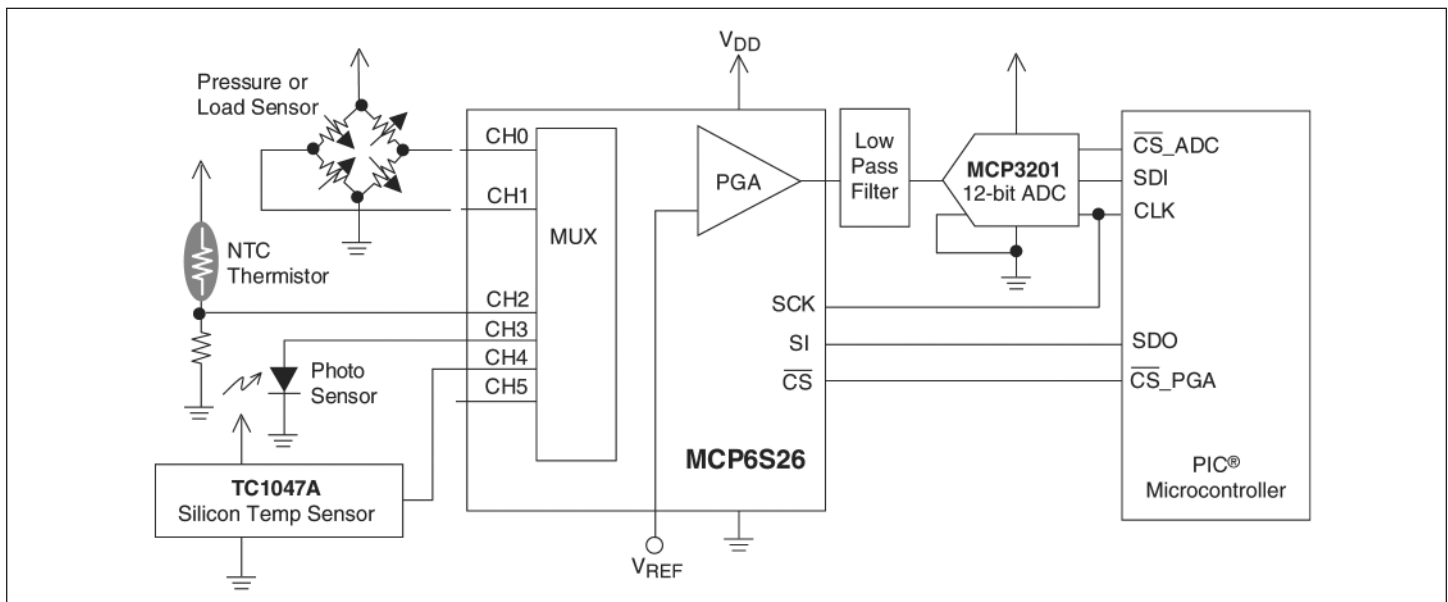 Pressure or
Load Sensor
NTC
Thermistor
Photo
Sensor
TC1047A
Silicon Temp Sensor
CH0
CH1
CH2
CH3
CH4
CH5
MUX
VDD
PGA
SCK
SI
CS
MCP6S26
VREF
Low
Pass
Filter
MCP3201
12-bit ADC
CS_ADC
SDI
CLK
SDO
CS_PGA
PIC®
Microcontroller